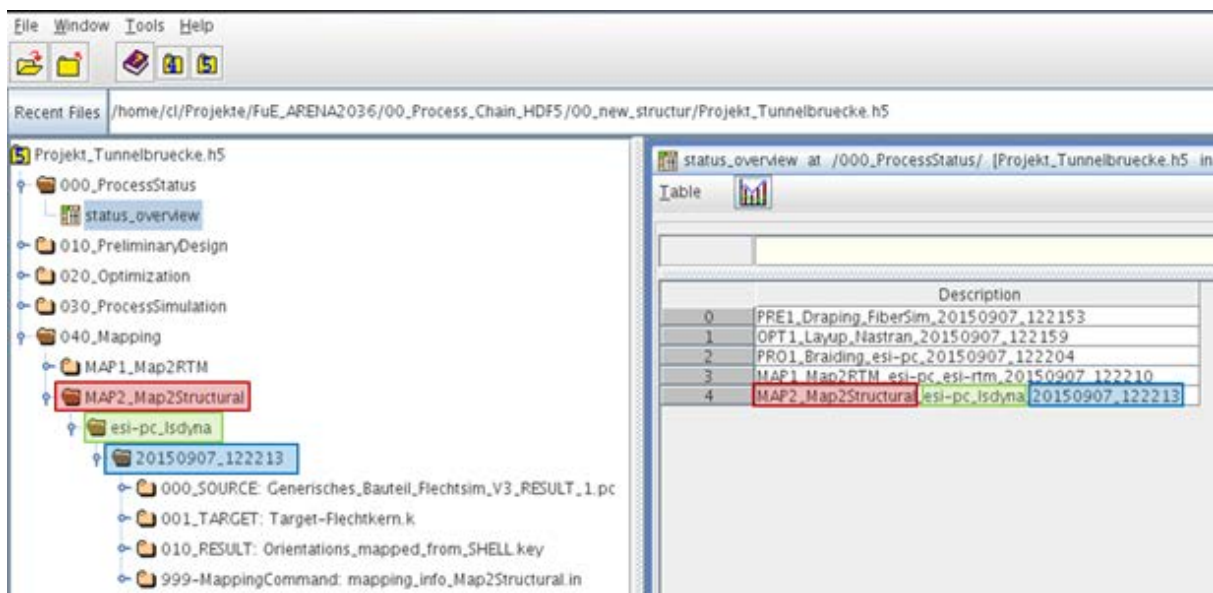 File Window Tools Help
Recent Files /home/cl/Projekte/FuE_ARENA2036/00_Process_Chain_HDF5/00_new_structur/Projekt_Tunnelbruecke.h5
Projekt_Tunnelbruecke.h5
000_ProcessStatus
status_overview
010_PreliminaryDesign
020_Optimization
030_ProcessSimulation
040_Mapping
MAP1_Map2RTM
MAP2_Map2Structural
esi-pc_lsdyna
20150907_122213
000_SOURCE: Generisches_Bauteil_Flechtsim_V3_RESULT_1.pc
001_TARGET: Target-Flechtkern.k
010_RESULT: Orientations_mapped_from_SHELL.key
999-MappingCommand: mapping_info_Map2Structural.in
status_overview at /000_ProcessStatus/ [Projekt_Tunnelbruecke.h5 in
Table
Description
0 PRE1_Draping_FiberSim_20150907_122153
1 OPT1_Layup_Nastran_20150907_122159
2 PRO1_Braiding_esi-pc_20150907_122204
3 MAP1_Map2RTM_esi-pc_esi-rtm_20150907_122210
4 MAP2_Map2Structural_esi-pc_lsdyna_20150907_122213